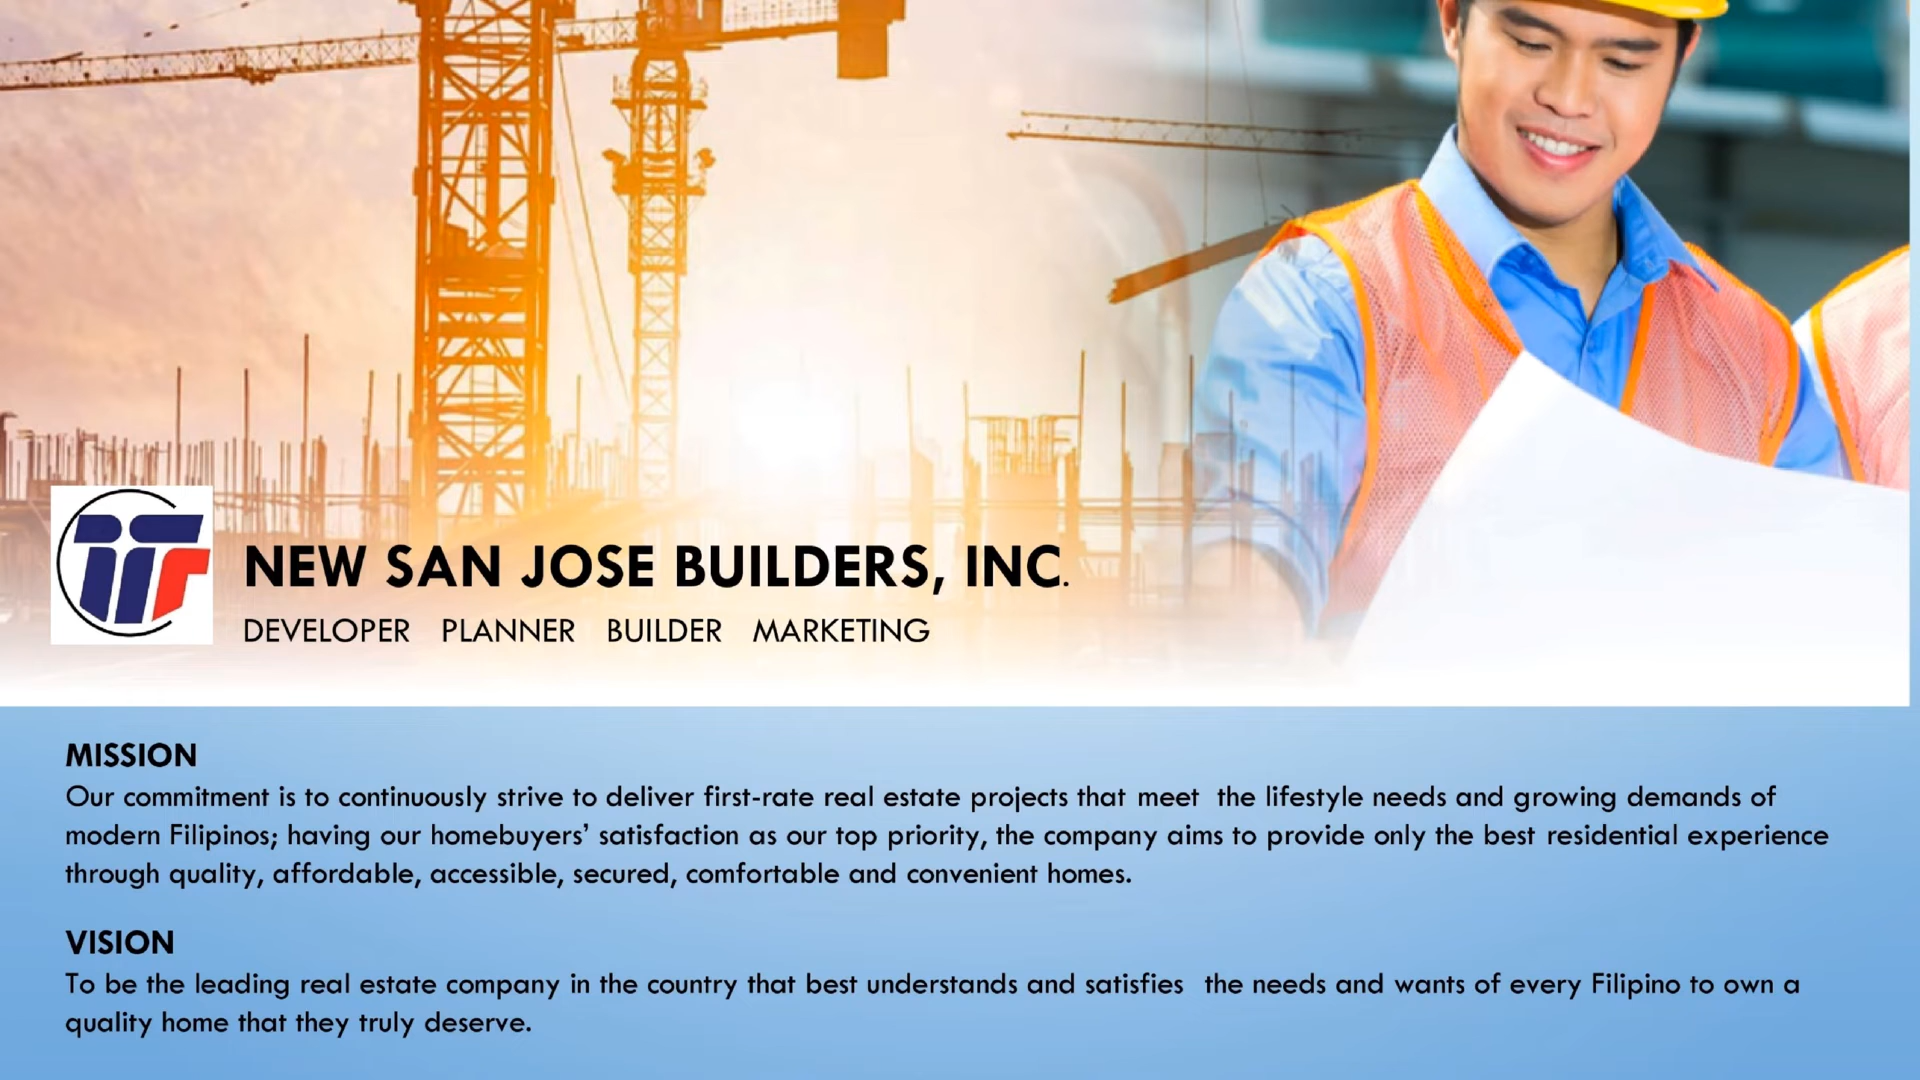 NEW SAN JOSE BUILDERS, INC.
DEVELOPER PLANNER BUILDER MARKETING
MISSION
Our commitment is to continuously strive to deliver first-rate real estate projects that meet the lifestyle needs and growing demands of
modern Filipinos; having our homebuyers’ satisfaction as our top priority, the company aims to provide only the best residential experience
through quality, affordable, accessible, secured, comfortable and convenient homes.
VISION
To be the leading real estate company in the country that best understands and satisfies the needs and wants of every Filipino to own a
quality home that they truly deserve.